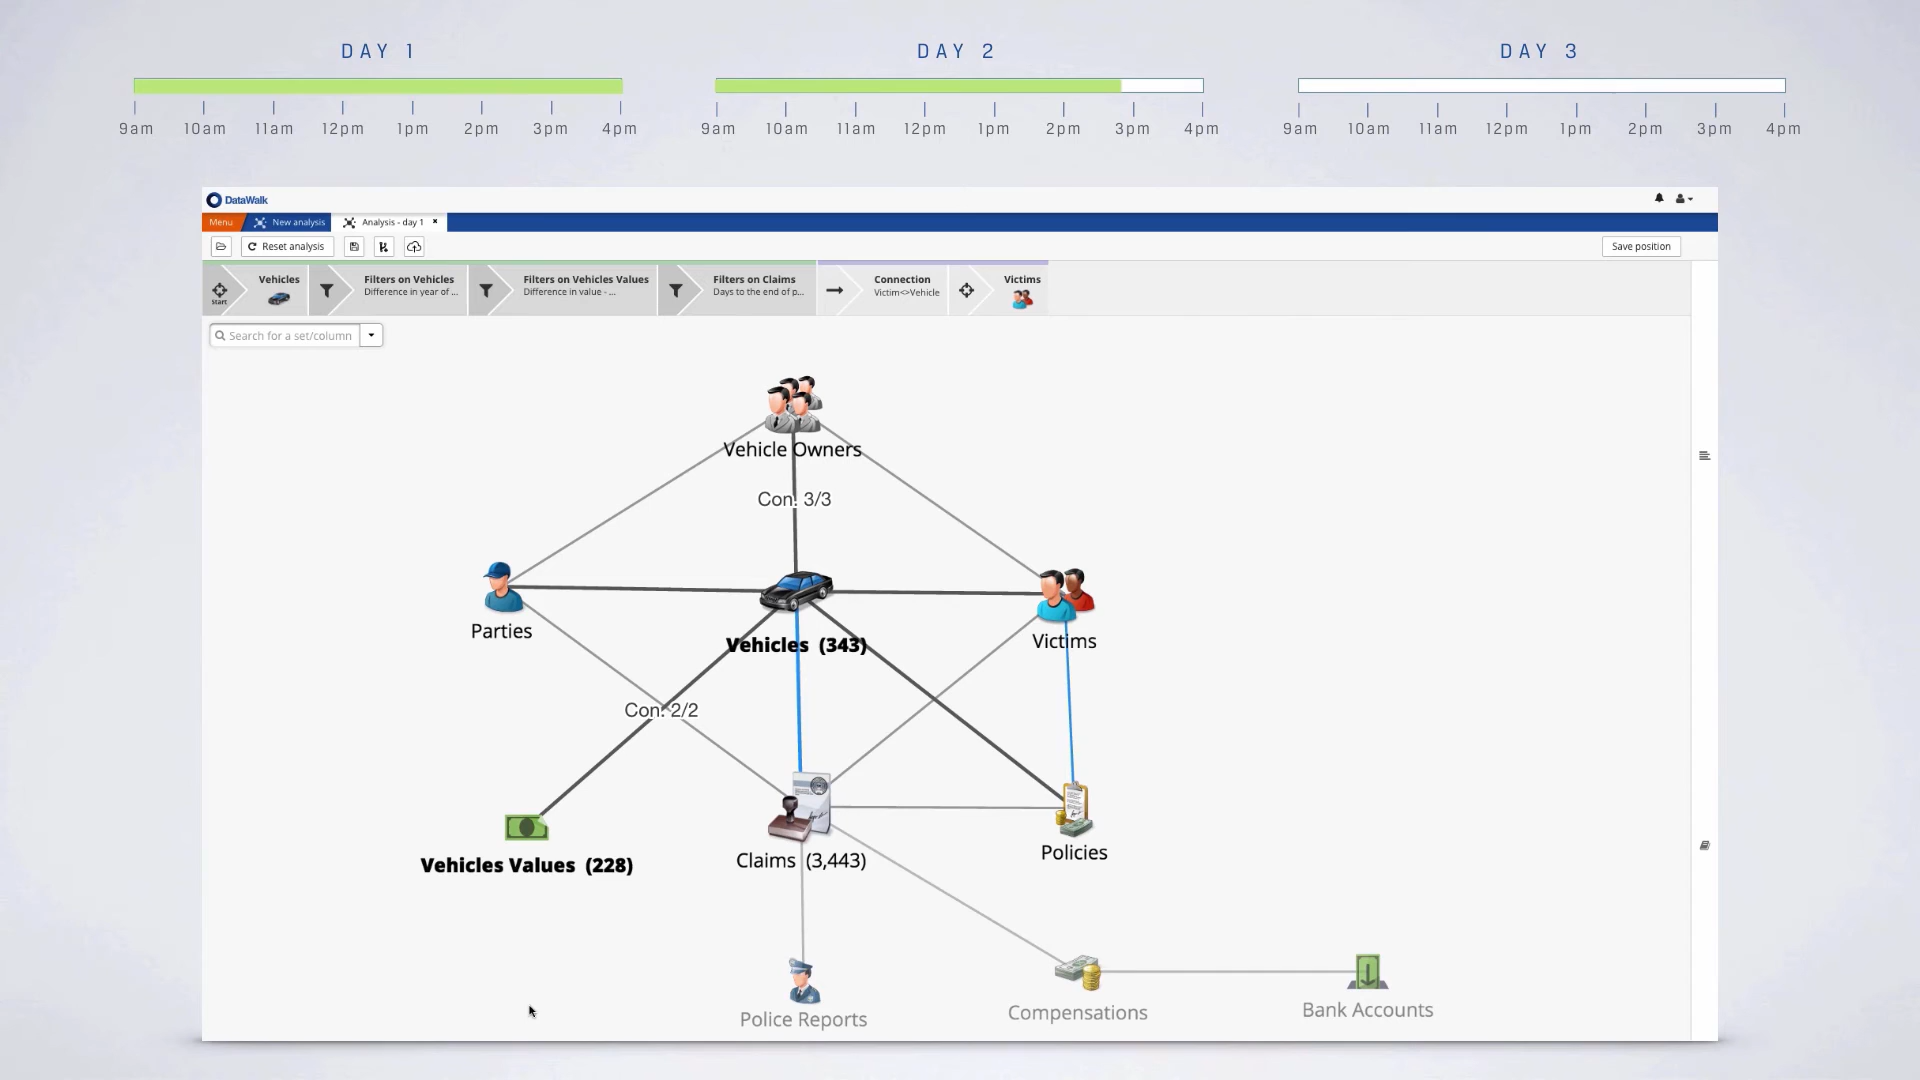 DAY 1
DAY 2
DAY 3
9am 10am 11am 12pm 1pm 2pm 3pm 4pm
9am 10am 11am 12pm 1pm 2pm 3pm 4pm
9am 10am 11am 12pm 1pm 2pm 3pm 4pm
DataWalk
Menu
New analysis
Analysis - day 1
Reset analysis
Save position
start
Vehicles
Filters on Vehicles
Difference in year of ...
Filters on Vehicles Values
Difference in value - ...
Filters on Claims
Days to the end of p...
Connection
Victim<>Vehicle
Victims
Search for a set/column
Vehicle Owners
Con. 3/3
Parties
Vehicles (343)
Victims
Con. 2/2
Vehicles Values (228)
Claims (3,443)
Policies
Police Reports
Compensations
Bank Accounts